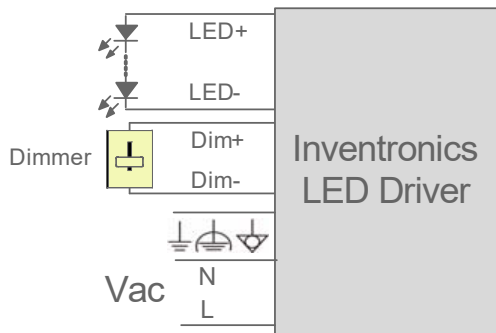 LED+
LED-
Dimmer
Dim+
Dim-
Inventronics
LED Driver
Vac
N
L